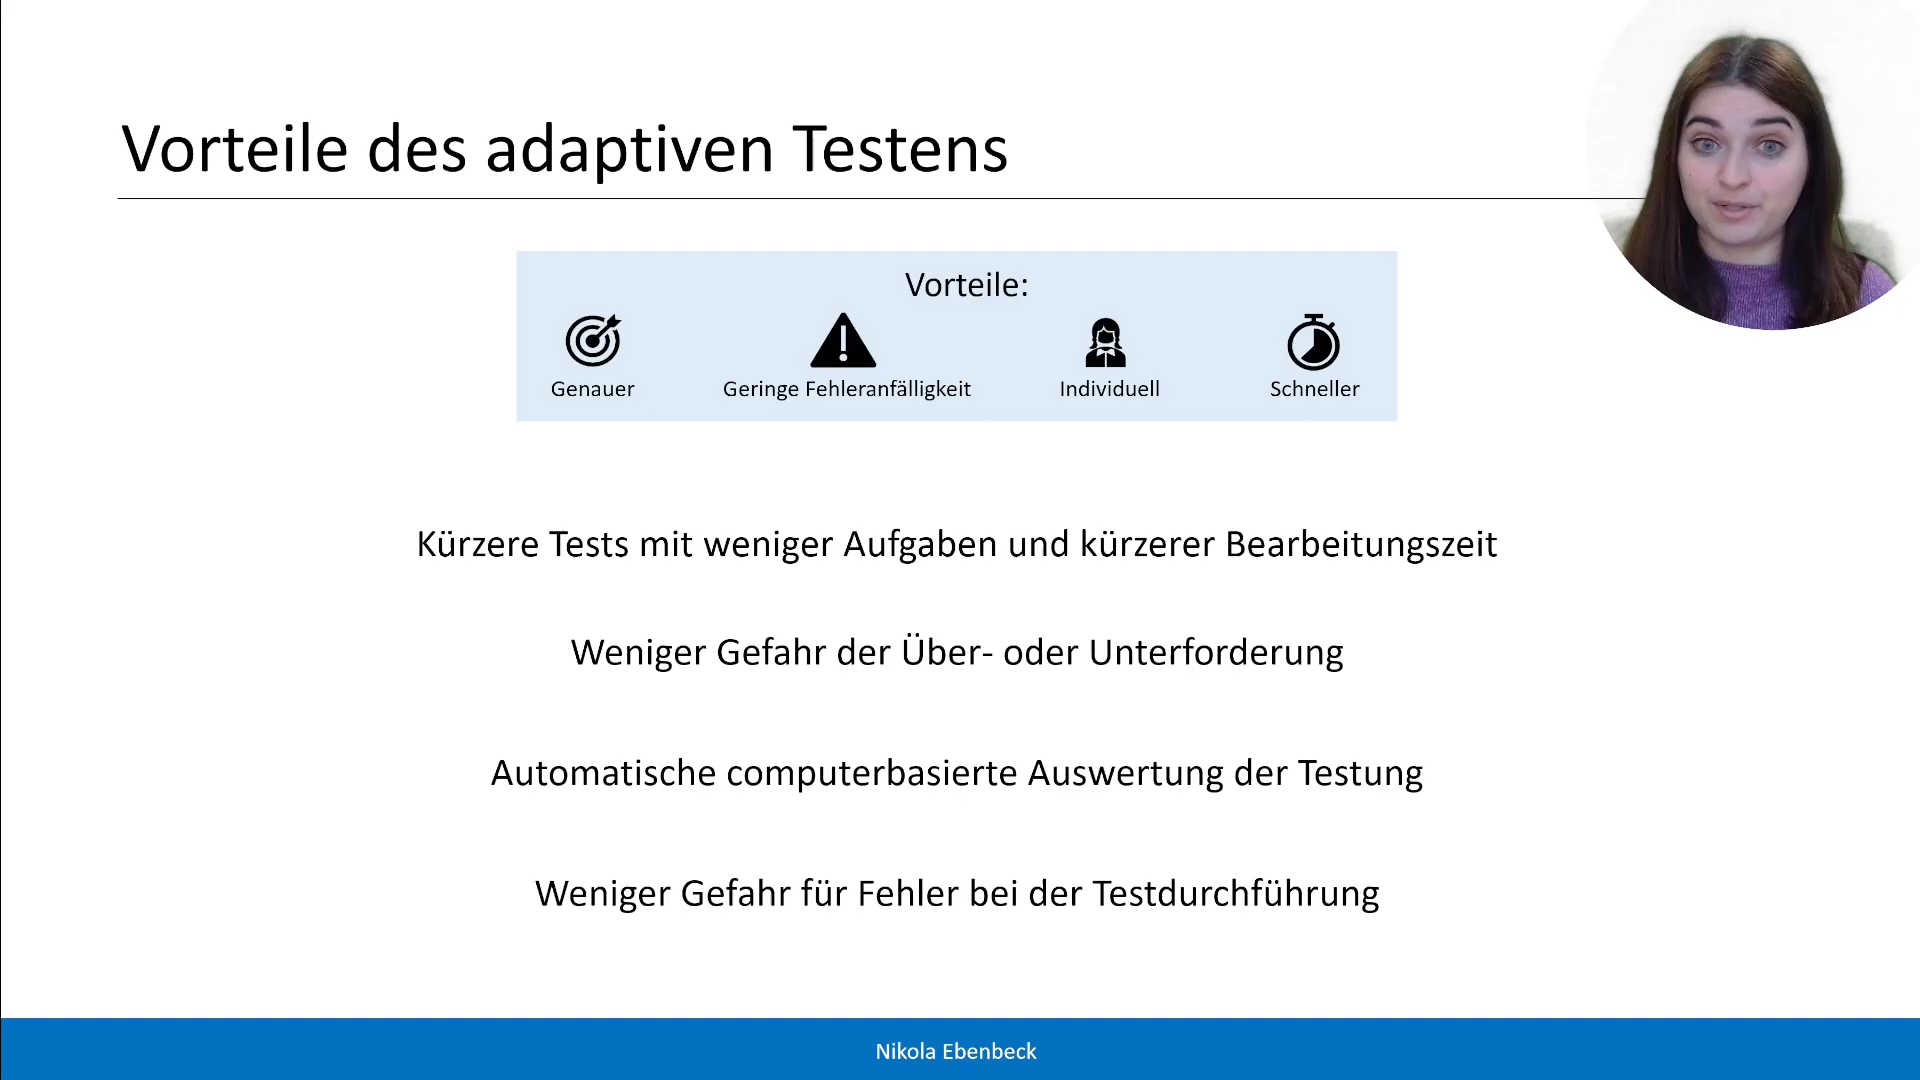 Vorteile des adaptiven Testens
Vorteile:
Genauer
Geringe Fehleranfälligkeit
Individuell
Schneller
Kürzere Tests mit weniger Aufgaben und kürzerer Bearbeitungszeit
Weniger Gefahr der Über- oder Unterforderung
Automatische computerbasierte Auswertung der Testung
Weniger Gefahr für Fehler bei der Testdurchführung
Nikola Ebenbeck